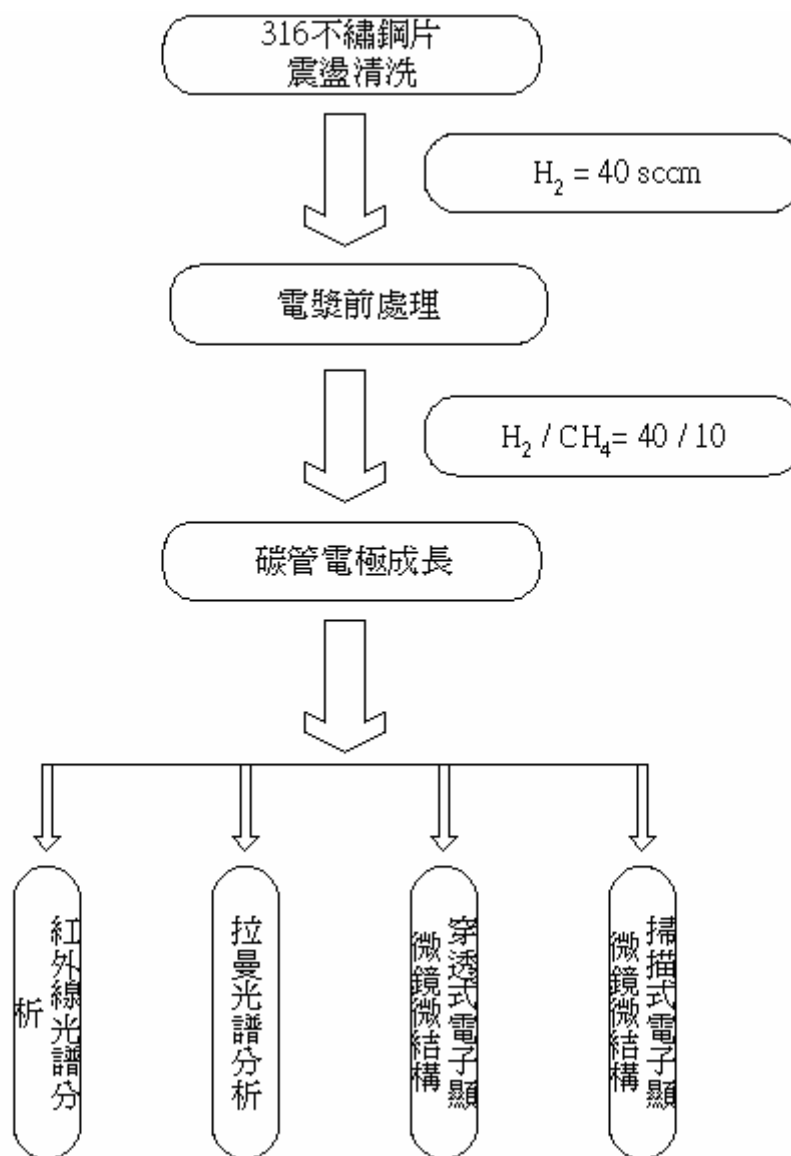 316不繡鋼片
震盪清洗
H₂ = 40 sccm
電漿前處理
H₂ / CH₄= 40 / 10
碳管電極成長
紅外線光譜分
析
拉曼光譜分析
穿透式電子顯
微鏡微結構
掃描式電子顯
微鏡微結構